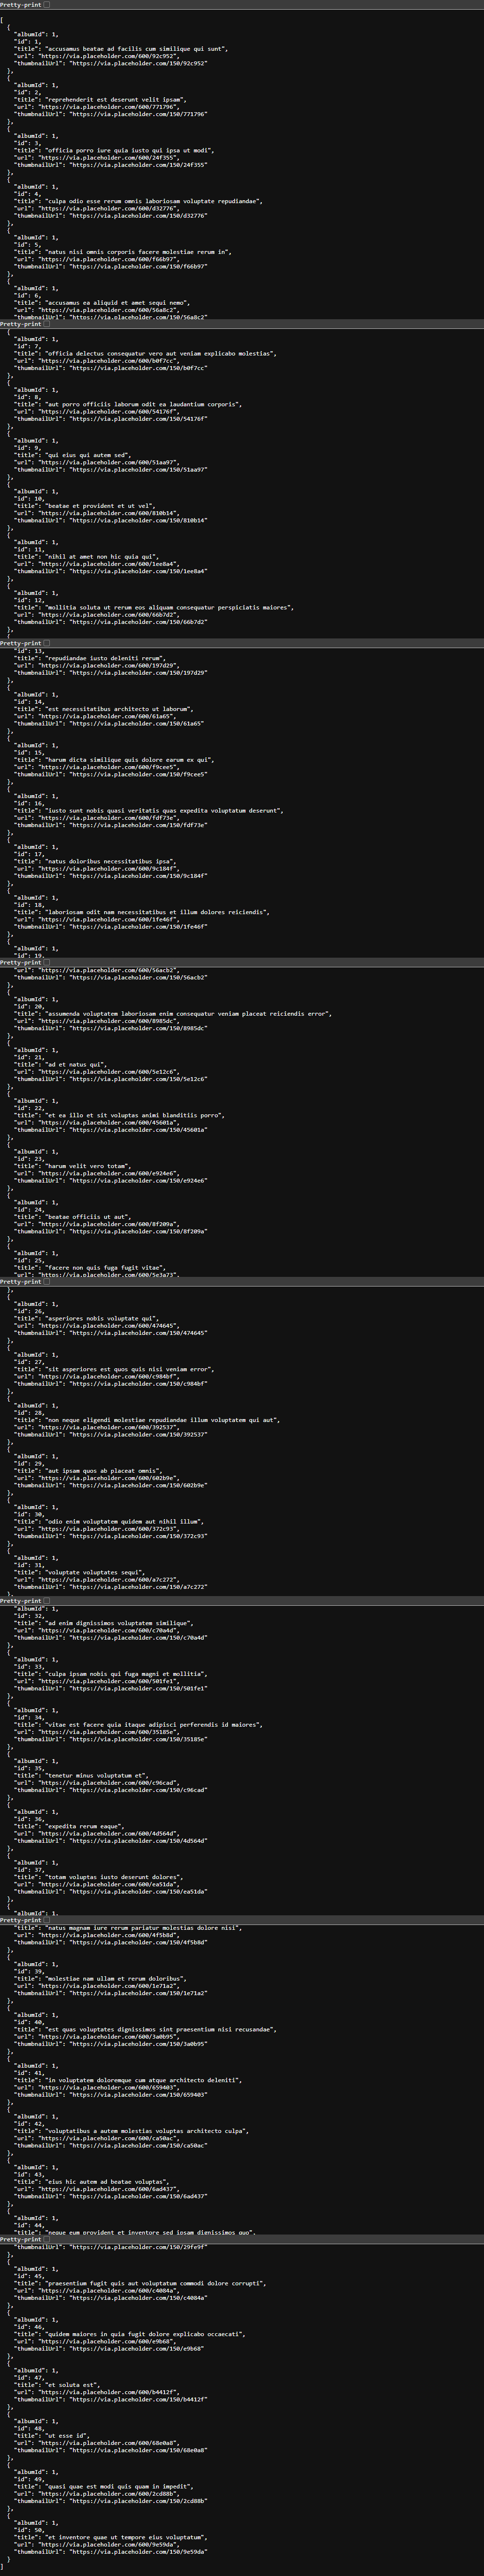 Pretty-print
[
{
"albumId": 1,
"id": 1,
"title": "accusamus beatae ad facilis cum similique qui sunt",
"url": "https://via.placeholder.com/600/92c952",
"thumbnailUrl": "https://via.placeholder.com/150/92c952"
},
{
"albumId": 1,
"id": 2,
"title": "reprehenderit est deserunt velit ipsam",
"url": "https://via.placeholder.com/600/771796",
"thumbnailUrl": "https://via.placeholder.com/150/771796"
},
{
"albumId": 1,
"id": 3,
"title": "officia porro iure quia iusto qui ipsa ut modi",
"url": "https://via.placeholder.com/600/24f355",
"thumbnailUrl": "https://via.placeholder.com/150/24f355"
},
{
"albumId": 1,
"id": 4,
"title": "culpa odio esse rerum omnis laboriosam voluptate repudiandae",
"url": "https://via.placeholder.com/600/d32776",
"thumbnailUrl": "https://via.placeholder.com/150/d32776"
},
{
"albumId": 1,
"id": 5,
"title": "natus nisi omnis corporis facere molestiae rerum in",
"url": "https://via.placeholder.com/600/f66b97",
"thumbnailUrl": "https://via.placeholder.com/150/f66b97"
},
{
"albumId": 1,
"id": 6,
"title": "accusamus ea aliquid et amet sequi nemo",
"url": "https://via.placeholder.com/600/56a8c2",
"thumbnailUrl": "https://via.placeholder.com/150/56a8c2"
Pretty-print
{
"albumId": 1,
"id": 7,
"title": "officia delectus consequatur vero aut veniam explicabo molestias",
"url": "https://via.placeholder.com/600/b0f7cc",
"thumbnailUrl": "https://via.placeholder.com/150/b0f7cc"
},
{
"albumId": 1,
"id": 8,
"title": "aut porro officiis laborum odit ea laudantium corporis",
"url": "https://via.placeholder.com/600/54176f",
"thumbnailUrl": "https://via.placeholder.com/150/54176f"
},
{
"albumId": 1,
"id": 9,
"title": "qui eius qui autem sed",
"url": "https://via.placeholder.com/600/51aa97",
"thumbnailUrl": "https://via.placeholder.com/150/51aa97"
},
{
"albumId": 1,
"id": 10,
"title": "beatae et provident et ut vel",
"url": "https://via.placeholder.com/600/810b14",
"thumbnailUrl": "https://via.placeholder.com/150/810b14"
},
{
"albumId": 1,
"id": 11,
"title": "nihil at amet non hic quia qui",
"url": "https://via.placeholder.com/600/1ee8a4",
"thumbnailUrl": "https://via.placeholder.com/150/1ee8a4"
},
{
"albumId": 1,
"id": 12,
"title": "mollitia soluta ut rerum eos aliquam consequatur perspiciatis maiores",
"url": "https://via.placeholder.com/600/66b7d2",
"thumbnailUrl": "https://via.placeholder.com/150/66b7d2"
},
{
Pretty-print
"id": 13,
"title": "repudiandae iusto deleniti rerum",
"url": "https://via.placeholder.com/600/197d29",
"thumbnailUrl": "https://via.placeholder.com/150/197d29"
},
{
"albumId": 1,
"id": 14,
"title": "est necessitatibus architecto ut laborum",
"url": "https://via.placeholder.com/600/61a65",
"thumbnailUrl": "https://via.placeholder.com/150/61a65"
},
{
"albumId": 1,
"id": 15,
"title": "harum dicta similique quis dolore earum ex qui",
"url": "https://via.placeholder.com/600/f9cee5",
"thumbnailUrl": "https://via.placeholder.com/150/f9cee5"
},
{
"albumId": 1,
"id": 16,
"title": "iusto sunt nobis quasi veritatis quas expedita voluptatum deserunt",
"url": "https://via.placeholder.com/600/fdf73e",
"thumbnailUrl": "https://via.placeholder.com/150/fdf73e"
},
{
"albumId": 1,
"id": 17,
"title": "natus doloribus necessitatibus ipsa",
"url": "https://via.placeholder.com/600/9c184f",
"thumbnailUrl": "https://via.placeholder.com/150/9c184f"
},
{
"albumId": 1,
"id": 18,
"title": "laboriosam odit nam necessitatibus et illum dolores reiciendis",
"url": "https://via.placeholder.com/600/1fe46f",
"thumbnailUrl": "https://via.placeholder.com/150/1fe46f"
},
{
"albumId": 1,
"id": 19,
Pretty-print
"url": "https://via.placeholder.com/600/56acb2",
"thumbnailUrl": "https://via.placeholder.com/150/56acb2"
},
{
"albumId": 1,
"id": 20,
"title": "assumenda voluptatem laboriosam enim consequatur veniam placeat reiciendis error",
"url": "https://via.placeholder.com/600/8985dc",
"thumbnailUrl": "https://via.placeholder.com/150/8985dc"
},
{
"albumId": 1,
"id": 21,
"title": "ad et natus qui",
"url": "https://via.placeholder.com/600/5e12c6",
"thumbnailUrl": "https://via.placeholder.com/150/5e12c6"
},
{
"albumId": 1,
"id": 22,
"title": "et ea illo et sit voluptas animi blanditiis porro",
"url": "https://via.placeholder.com/600/45601a",
"thumbnailUrl": "https://via.placeholder.com/150/45601a"
},
{
"albumId": 1,
"id": 23,
"title": "harum velit vero totam",
"url": "https://via.placeholder.com/600/e924e6",
"thumbnailUrl": "https://via.placeholder.com/150/e924e6"
},
{
"albumId": 1,
"id": 24,
"title": "beatae officiis ut aut",
"url": "https://via.placeholder.com/600/8f209a",
"thumbnailUrl": "https://via.placeholder.com/150/8f209a"
},
{
"albumId": 1,
"id": 25,
"title": "facere non quis fuga fugit vitae",
"url": "https://via.placeholder.com/600/5e3a73",
Pretty-print
},
{
"albumId": 1,
"id": 26,
"title": "asperiores nobis voluptate qui",
"url": "https://via.placeholder.com/600/474645",
"thumbnailUrl": "https://via.placeholder.com/150/474645"
},
{
"albumId": 1,
"id": 27,
"title": "sit asperiores est quos quis nisi veniam error",
"url": "https://via.placeholder.com/600/c984bf",
"thumbnailUrl": "https://via.placeholder.com/150/c984bf"
},
{
"albumId": 1,
"id": 28,
"title": "non neque eligendi molestiae repudiandae illum voluptatem qui aut",
"url": "https://via.placeholder.com/600/392537",
"thumbnailUrl": "https://via.placeholder.com/150/392537"
},
{
"albumId": 1,
"id": 29,
"title": "aut ipsam quos ab placeat omnis",
"url": "https://via.placeholder.com/600/602b9e",
"thumbnailUrl": "https://via.placeholder.com/150/602b9e"
},
{
"albumId": 1,
"id": 30,
"title": "odio enim voluptatem quidem aut nihil illum",
"url": "https://via.placeholder.com/600/372c93",
"thumbnailUrl": "https://via.placeholder.com/150/372c93"
},
{
"albumId": 1,
"id": 31,
"title": "voluptate voluptates sequi",
"url": "https://via.placeholder.com/600/a7c272",
"thumbnailUrl": "https://via.placeholder.com/150/a7c272"
},
Pretty-print
"albumId": 1,
"id": 32,
"title": "ad enim dignissimos voluptatem similique",
"url": "https://via.placeholder.com/600/c70a4d",
"thumbnailUrl": "https://via.placeholder.com/150/c70a4d"
},
{
"albumId": 1,
"id": 33,
"title": "culpa ipsam nobis qui fuga magni et mollitia",
"url": "https://via.placeholder.com/600/501fe1",
"thumbnailUrl": "https://via.placeholder.com/150/501fe1"
},
{
"albumId": 1,
"id": 34,
"title": "vitae est facere quia itaque adipisci perferendis id maiores",
"url": "https://via.placeholder.com/600/35185e",
"thumbnailUrl": "https://via.placeholder.com/150/35185e"
},
{
"albumId": 1,
"id": 35,
"title": "tenetur minus voluptatum et",
"url": "https://via.placeholder.com/600/c96cad",
"thumbnailUrl": "https://via.placeholder.com/150/c96cad"
},
{
"albumId": 1,
"id": 36,
"title": "expedita rerum eaque",
"url": "https://via.placeholder.com/600/4d564d",
"thumbnailUrl": "https://via.placeholder.com/150/4d564d"
},
{
"albumId": 1,
"id": 37,
"title": "totam voluptas iusto deserunt dolores",
"url": "https://via.placeholder.com/600/ea51da",
"thumbnailUrl": "https://via.placeholder.com/150/ea51da"
},
{
"albumId": 1,
Pretty-print
"title": "natus magnam iure rerum pariatur molestias dolore nisi",
"url": "https://via.placeholder.com/600/4f5b8d",
"thumbnailUrl": "https://via.placeholder.com/150/4f5b8d"
},
{
"albumId": 1,
"id": 39,
"title": "molestiae nam ullam et rerum doloribus",
"url": "https://via.placeholder.com/600/1e71a2",
"thumbnailUrl": "https://via.placeholder.com/150/1e71a2"
},
{
"albumId": 1,
"id": 40,
"title": "est quas voluptates dignissimos sint praesentium nisi recusandae",
"url": "https://via.placeholder.com/600/3a0b95",
"thumbnailUrl": "https://via.placeholder.com/150/3a0b95"
},
{
"albumId": 1,
"id": 41,
"title": "in voluptatem doloremque cum atque architecto deleniti",
"url": "https://via.placeholder.com/600/659403",
"thumbnailUrl": "https://via.placeholder.com/150/659403"
},
{
"albumId": 1,
"id": 42,
"title": "voluptatibus a autem molestias voluptas architecto culpa",
"url": "https://via.placeholder.com/600/ca50ac",
"thumbnailUrl": "https://via.placeholder.com/150/ca50ac"
},
{
"albumId": 1,
"id": 43,
"title": "eius hic autem ad beatae voluptas",
"url": "https://via.placeholder.com/600/6ad437",
"thumbnailUrl": "https://via.placeholder.com/150/6ad437"
},
{
"albumId": 1,
"id": 44,
"title": "neque eum provident et inventore sed ipsam dignissimos quo",
Pretty-print
"thumbnailUrl": "https://via.placeholder.com/150/29fe9f"
},
{
"albumId": 1,
"id": 45,
"title": "praesentium fugit quis aut voluptatum commodi dolore corrupti",
"url": "https://via.placeholder.com/600/c4084a",
"thumbnailUrl": "https://via.placeholder.com/150/c4084a"
},
{
"albumId": 1,
"id": 46,
"title": "quidem maiores in quia fugit dolore explicabo occaecati",
"url": "https://via.placeholder.com/600/e9b68",
"thumbnailUrl": "https://via.placeholder.com/150/e9b68"
},
{
"albumId": 1,
"id": 47,
"title": "et soluta est",
"url": "https://via.placeholder.com/600/b4412f",
"thumbnailUrl": "https://via.placeholder.com/150/b4412f"
},
{
"albumId": 1,
"id": 48,
"title": "ut esse id",
"url": "https://via.placeholder.com/600/68e0a8",
"thumbnailUrl": "https://via.placeholder.com/150/68e0a8"
},
{
"albumId": 1,
"id": 49,
"title": "quasi quae est modi quis quam in impedit",
"url": "https://via.placeholder.com/600/2cd88b",
"thumbnailUrl": "https://via.placeholder.com/150/2cd88b"
},
{
"albumId": 1,
"id": 50,
"title": "et inventore quae ut tempore eius voluptatum",
"url": "https://via.placeholder.com/600/9e59da",
"thumbnailUrl": "https://via.placeholder.com/150/9e59da"
}
]